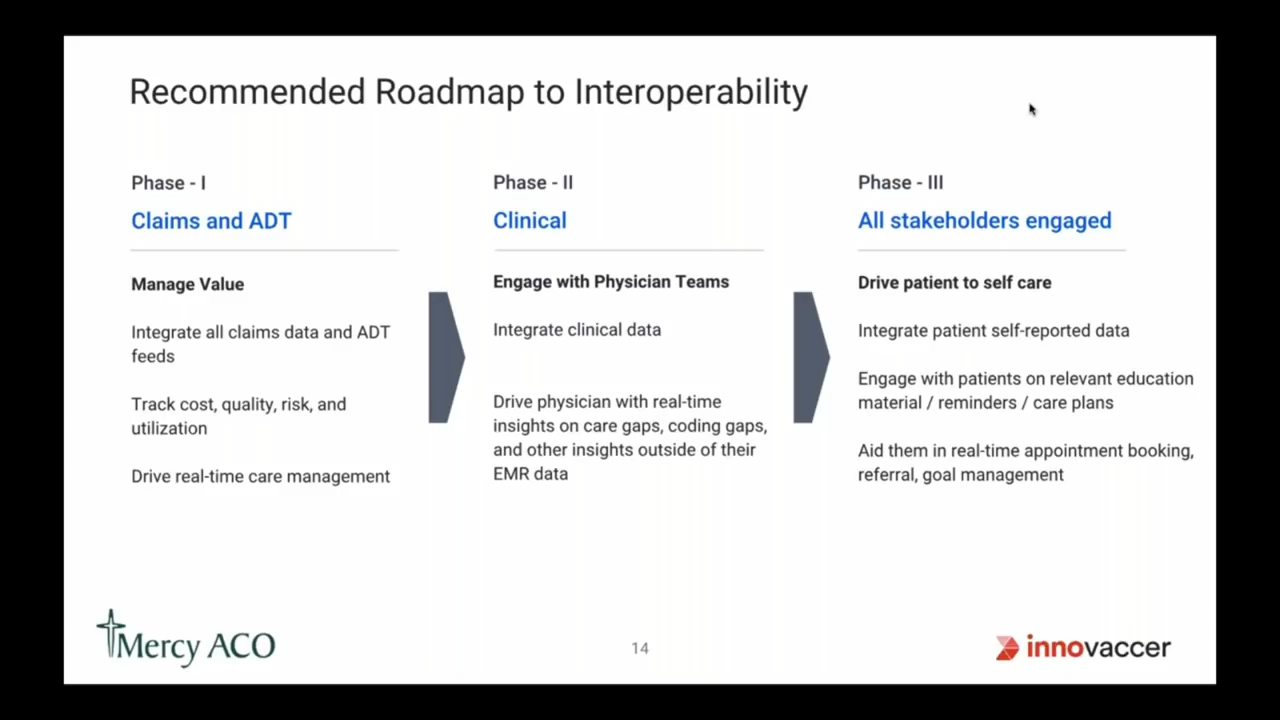 Recommended Roadmap to Interoperability
Phase - I
Claims and ADT
Manage Value
Integrate all claims data and ADT
feeds
Track cost, quality, risk, and
utilization
Drive real-time care management
Phase - II
Clinical
Engage with Physician Teams
Integrate clinical data
Drive physician with real-time
insights on care gaps, coding gaps,
and other insights outside of their
EMR data
Phase - III
All stakeholders engaged
Drive patient to self care
Integrate patient self-reported data
Engage with patients on relevant education
material / reminders / care plans
Aid them in real-time appointment booking,
referral, goal management
Mercy ACO
14
innovaccer